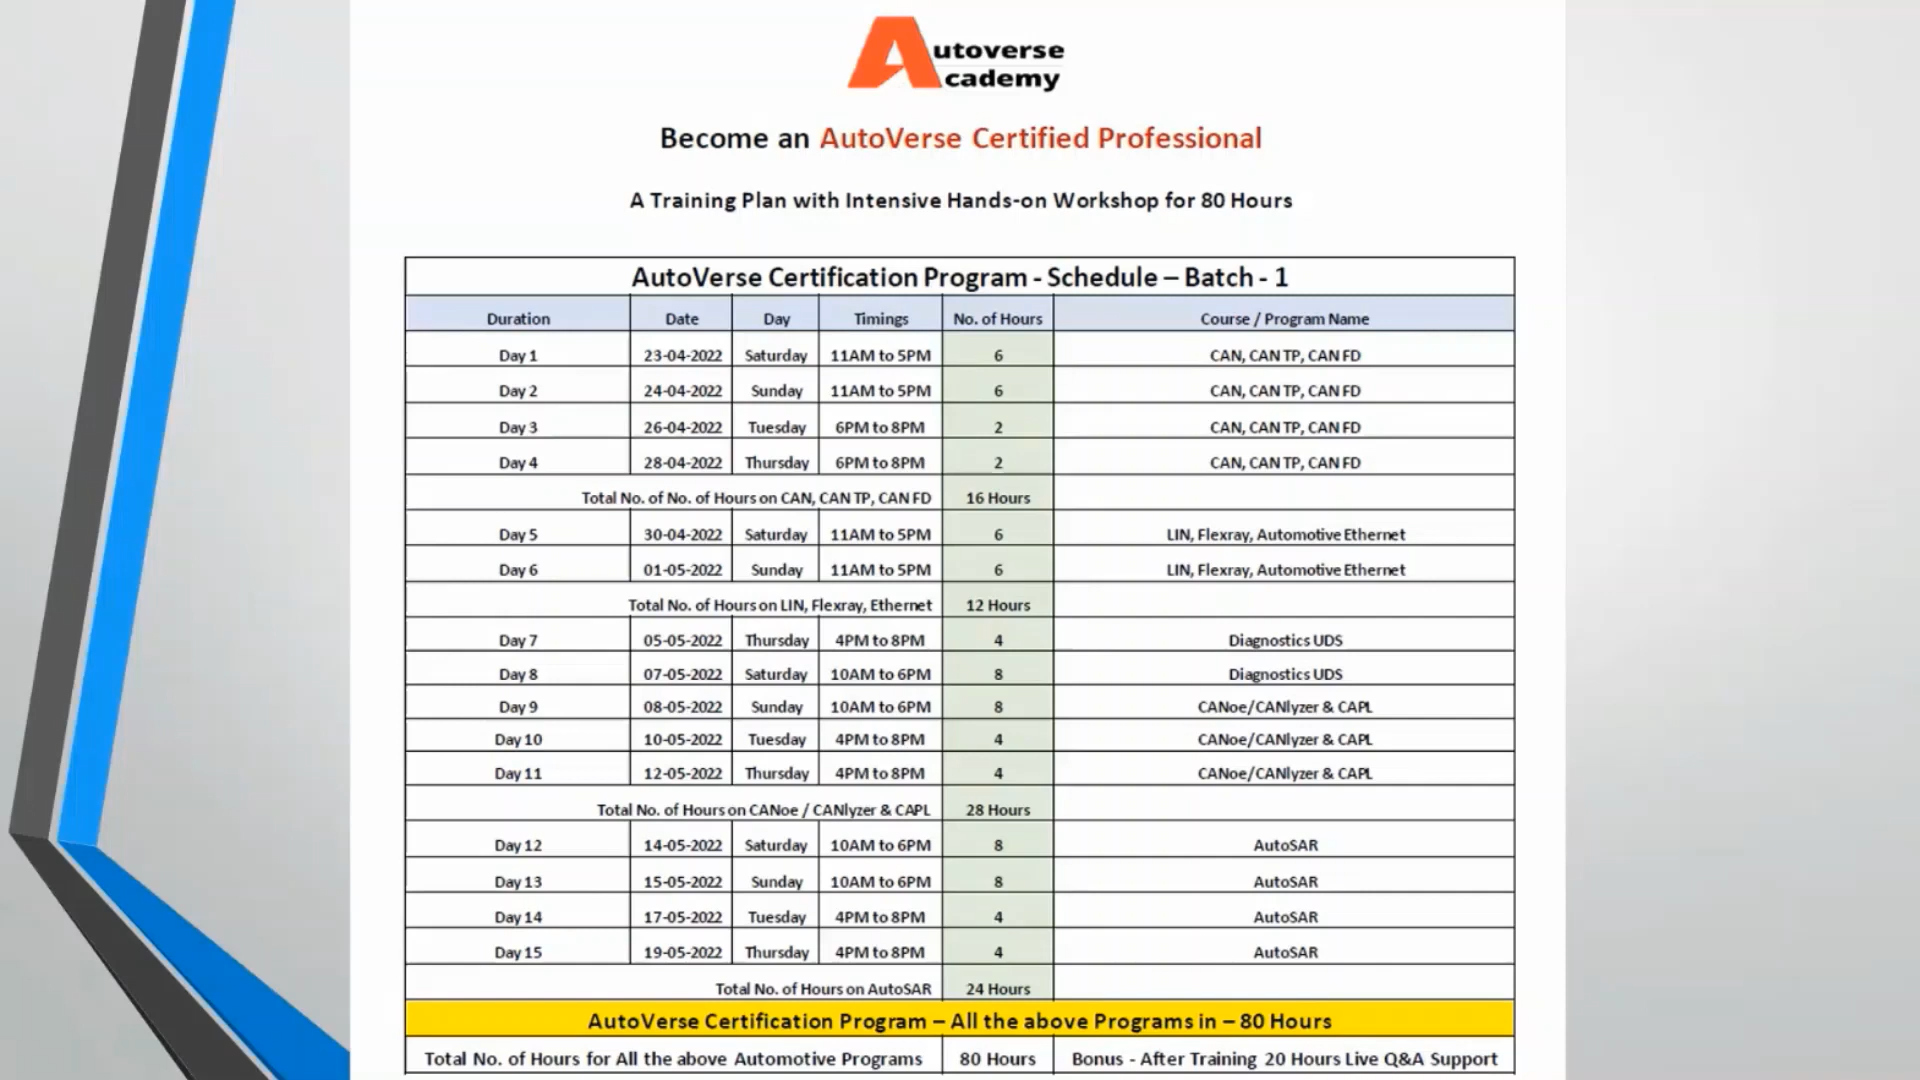 Autoverse
Academy
Become an AutoVerse Certified Professional
A Training Plan with Intensive Hands-on Workshop for 80 Hours
AutoVerse Certification Program - Schedule – Batch - 1
Duration Date Day Timings No. of Hours Course / Program Name
Day 1 23-04-2022 Saturday 11AM to 5PM 6 CAN, CAN TP, CAN FD
Day 2 24-04-2022 Sunday 11AM to 5PM 6 CAN, CAN TP, CAN FD
Day 3 26-04-2022 Tuesday 6PM to 8PM 2 CAN, CAN TP, CAN FD
Day 4 28-04-2022 Thursday 6PM to 8PM 2 CAN, CAN TP, CAN FD
Total No. of No. of Hours on CAN, CAN TP, CAN FD 16 Hours
Day 5 30-04-2022 Saturday 11AM to 5PM 6 LIN, Flexray, Automotive Ethernet
Day 6 01-05-2022 Sunday 11AM to 5PM 6 LIN, Flexray, Automotive Ethernet
Total No. of Hours on LIN, Flexray, Ethernet 12 Hours
Day 7 05-05-2022 Thursday 4PM to 8PM 4 Diagnostics UDS
Day 8 07-05-2022 Saturday 10AM to 6PM 8 Diagnostics UDS
Day 9 08-05-2022 Sunday 10AM to 6PM 8 CANoe/CANlyzer & CAPL
Day 10 10-05-2022 Tuesday 4PM to 8PM 4 CANoe/CANlyzer & CAPL
Day 11 12-05-2022 Thursday 4PM to 8PM 4 CANoe/CANlyzer & CAPL
Total No. of Hours on CANoe / CANlyzer & CAPL 28 Hours
Day 12 14-05-2022 Saturday 10AM to 6PM 8 AutoSAR
Day 13 15-05-2022 Sunday 10AM to 6PM 8 AutoSAR
Day 14 17-05-2022 Tuesday 4PM to 8PM 4 AutoSAR
Day 15 19-05-2022 Thursday 4PM to 8PM 4 AutoSAR
Total No. of Hours on AutoSAR 24 Hours
AutoVerse Certification Program – All the above Programs in – 80 Hours
Total No. of Hours for All the above Automotive Programs 80 Hours Bonus - After Training 20 Hours Live Q&A Support